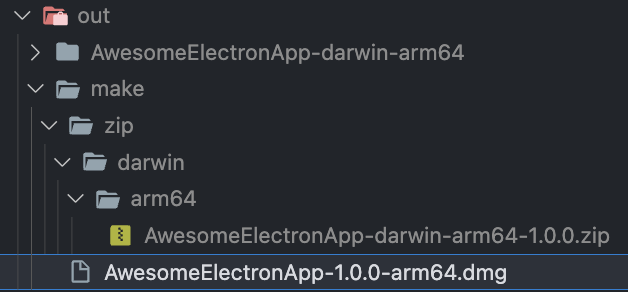 out
AwesomeElectronApp-darwin-arm64
make
zip
darwin
arm64
AwesomeElectronApp-darwin-arm64-1.0.0.zip
AwesomeElectronApp-1.0.0-arm64.dmg